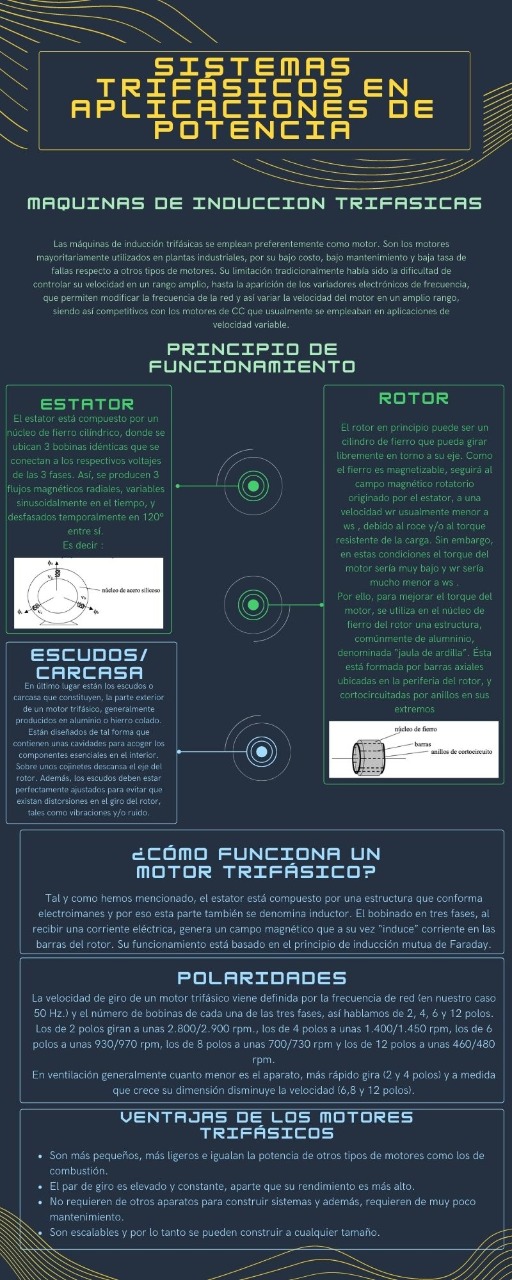 SISTEMAS
TRIFÁSICOS EN
APLICACIONES DE
POTENCIA
MAQUINAS DE INDUCCION TRIFASICAS
Las máquinas de inducción trifásicas se emplean preferentemente como motor. Son los motores
mayoritariamente utilizados en plantas industriales, por su bajo costo, bajo mantenimiento y baja tasa de
fallas respecto a otros tipos de motores. Su limitación tradicionalmente había sido la dificultad de
controlar su velocidad en un rango amplio, hasta la aparición de los variadores electrónicos de frecuencia,
que permiten modificar la frecuencia de la red y así variar la velocidad del motor en un amplio rango,
siendo así competitivos con los motores de CC que usualmente se empleaban en aplicaciones de
velocidad variable.
PRINCIPIO DE
FUNCIONAMIENTO
ESTATOR
El estator está compuesto por un
núcleo de fierro cilíndrico, donde se
ubican 3 bobinas idénticas que se
conectan a los respectivos voltajes
de las 3 fases. Así, se producen 3
flujos magnéticos radiales, variables
sinusoidalmente en el tiempo, y
desfasados temporalmente en 120º
entre sí.
Es decir :
núcleo de acero silicoso
ROTOR
El rotor en principio puede ser un
cilindro de fierro que pueda girar
libremente en torno a su eje. Como
el fierro es magnetizable, seguirá al
campo magnético rotatorio
originado por el estator, a una
velocidad wr usualmente menor a
ws , debido al roce y/o al torque
resistente de la carga. Sin embargo,
en estas condiciones el torque del
motor sería muy bajo y wr sería
mucho menor a ws .
Por ello, para mejorar el torque del
motor, se utiliza en el núcleo de
fierro del rotor una estructura,
comúnmente de alumninio,
denominada "jaula de ardilla". Ésta
está formada por barras axiales
ubicadas en la periferia del rotor, y
cortocircuitadas por anillos en sus
extremos
núcleo de fierro
barras
anillos de cortocircuito
ESCUDOS/
CARCASA
En último lugar están los escudos o
carcasa que constituyen, la parte exterior
de un motor trifásico, generalmente
producidos en aluminio o hierro colado.
Están diseñados de tal forma que
contienen unas cavidades para acoger los
componentes esenciales en el interior.
Sobre unos cojinetes descansa el eje del
rotor. Además, los escudos deben estar
perfectamente ajustados para evitar que
existan distorsiones en el giro del rotor,
tales como vibraciones y/o ruido.
¿CÓMO FUNCIONA UN
MOTOR TRIFÁSICO?
Tal y como hemos mencionado, el estator está compuesto por una estructura que conforma
electroimanes y por eso esta parte también se denomina inductor. El bobinado en tres fases, al
recibir una corriente eléctrica, genera un campo magnético que a su vez "induce" corriente en las
barras del rotor. Su funcionamiento está basado en el principio de inducción mutua de Faraday.
POLARIDADES
La velocidad de giro de un motor trifásico viene definida por la frecuencia de red (en nuestro caso
50 Hz.) y el número de bobinas de cada una de las tres fases, así hablamos de 2, 4, 6 y 12 polos.
Los de 2 polos giran a unas 2.800/2.900 rpm., los de 4 polos a unas 1.400/1.450 rpm, los de 6
polos a unas 930/970 rpm, los de 8 polos a unas 700/730 rpm y los de 12 polos a unas 460/480
rpm.
En ventilación generalmente cuanto menor es el aparato, más rápido gira (2 y 4 polos) y a medida
que crece su dimensión disminuye la velocidad (6,8 y 12 polos).
VENTAJAS DE LOS MOTORES
TRIFÁSICOS
• Son más pequeños, más ligeros e igualan la potencia de otros tipos de motores como los de
combustión.
• El par de giro es elevado y constante, aparte que su rendimiento es más alto.
• No requieren de otros aparatos para construir sistemas y además, requieren de muy poco
mantenimiento.
• Son escalables y por lo tanto se pueden construir a cualquier tamaño.